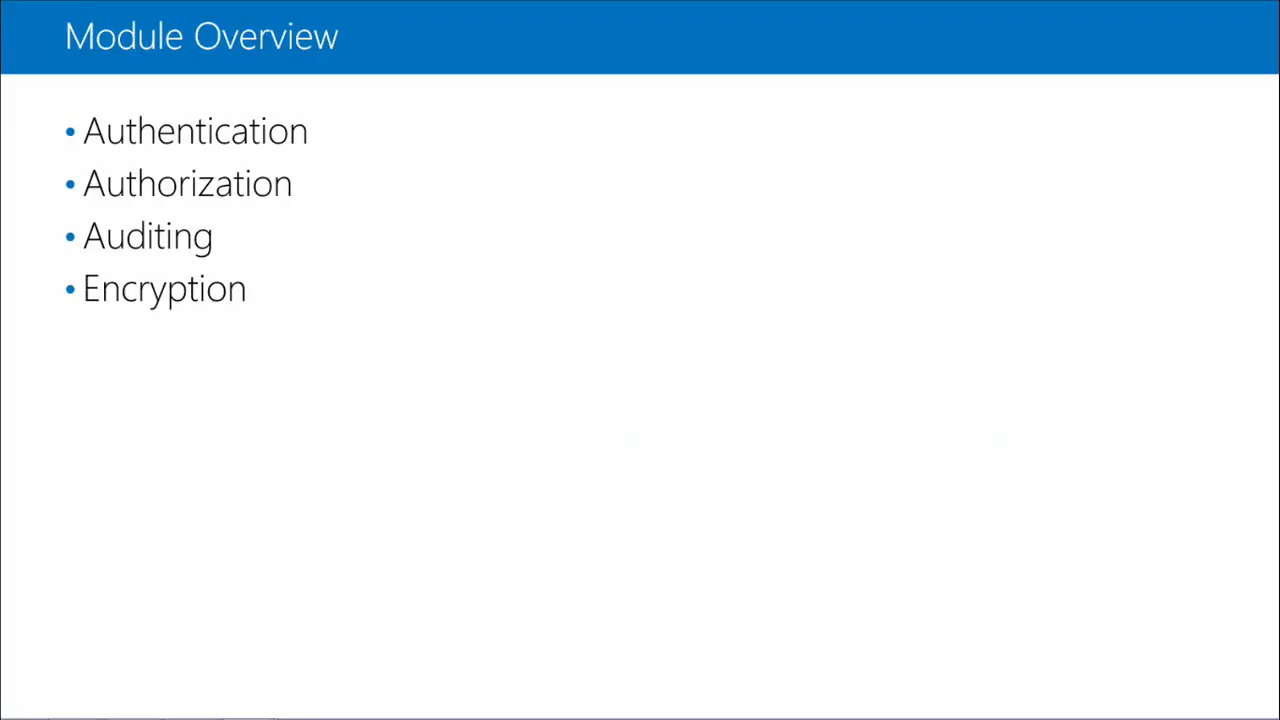 Module Overview
• Authentication
• Authorization
• Auditing
• Encryption